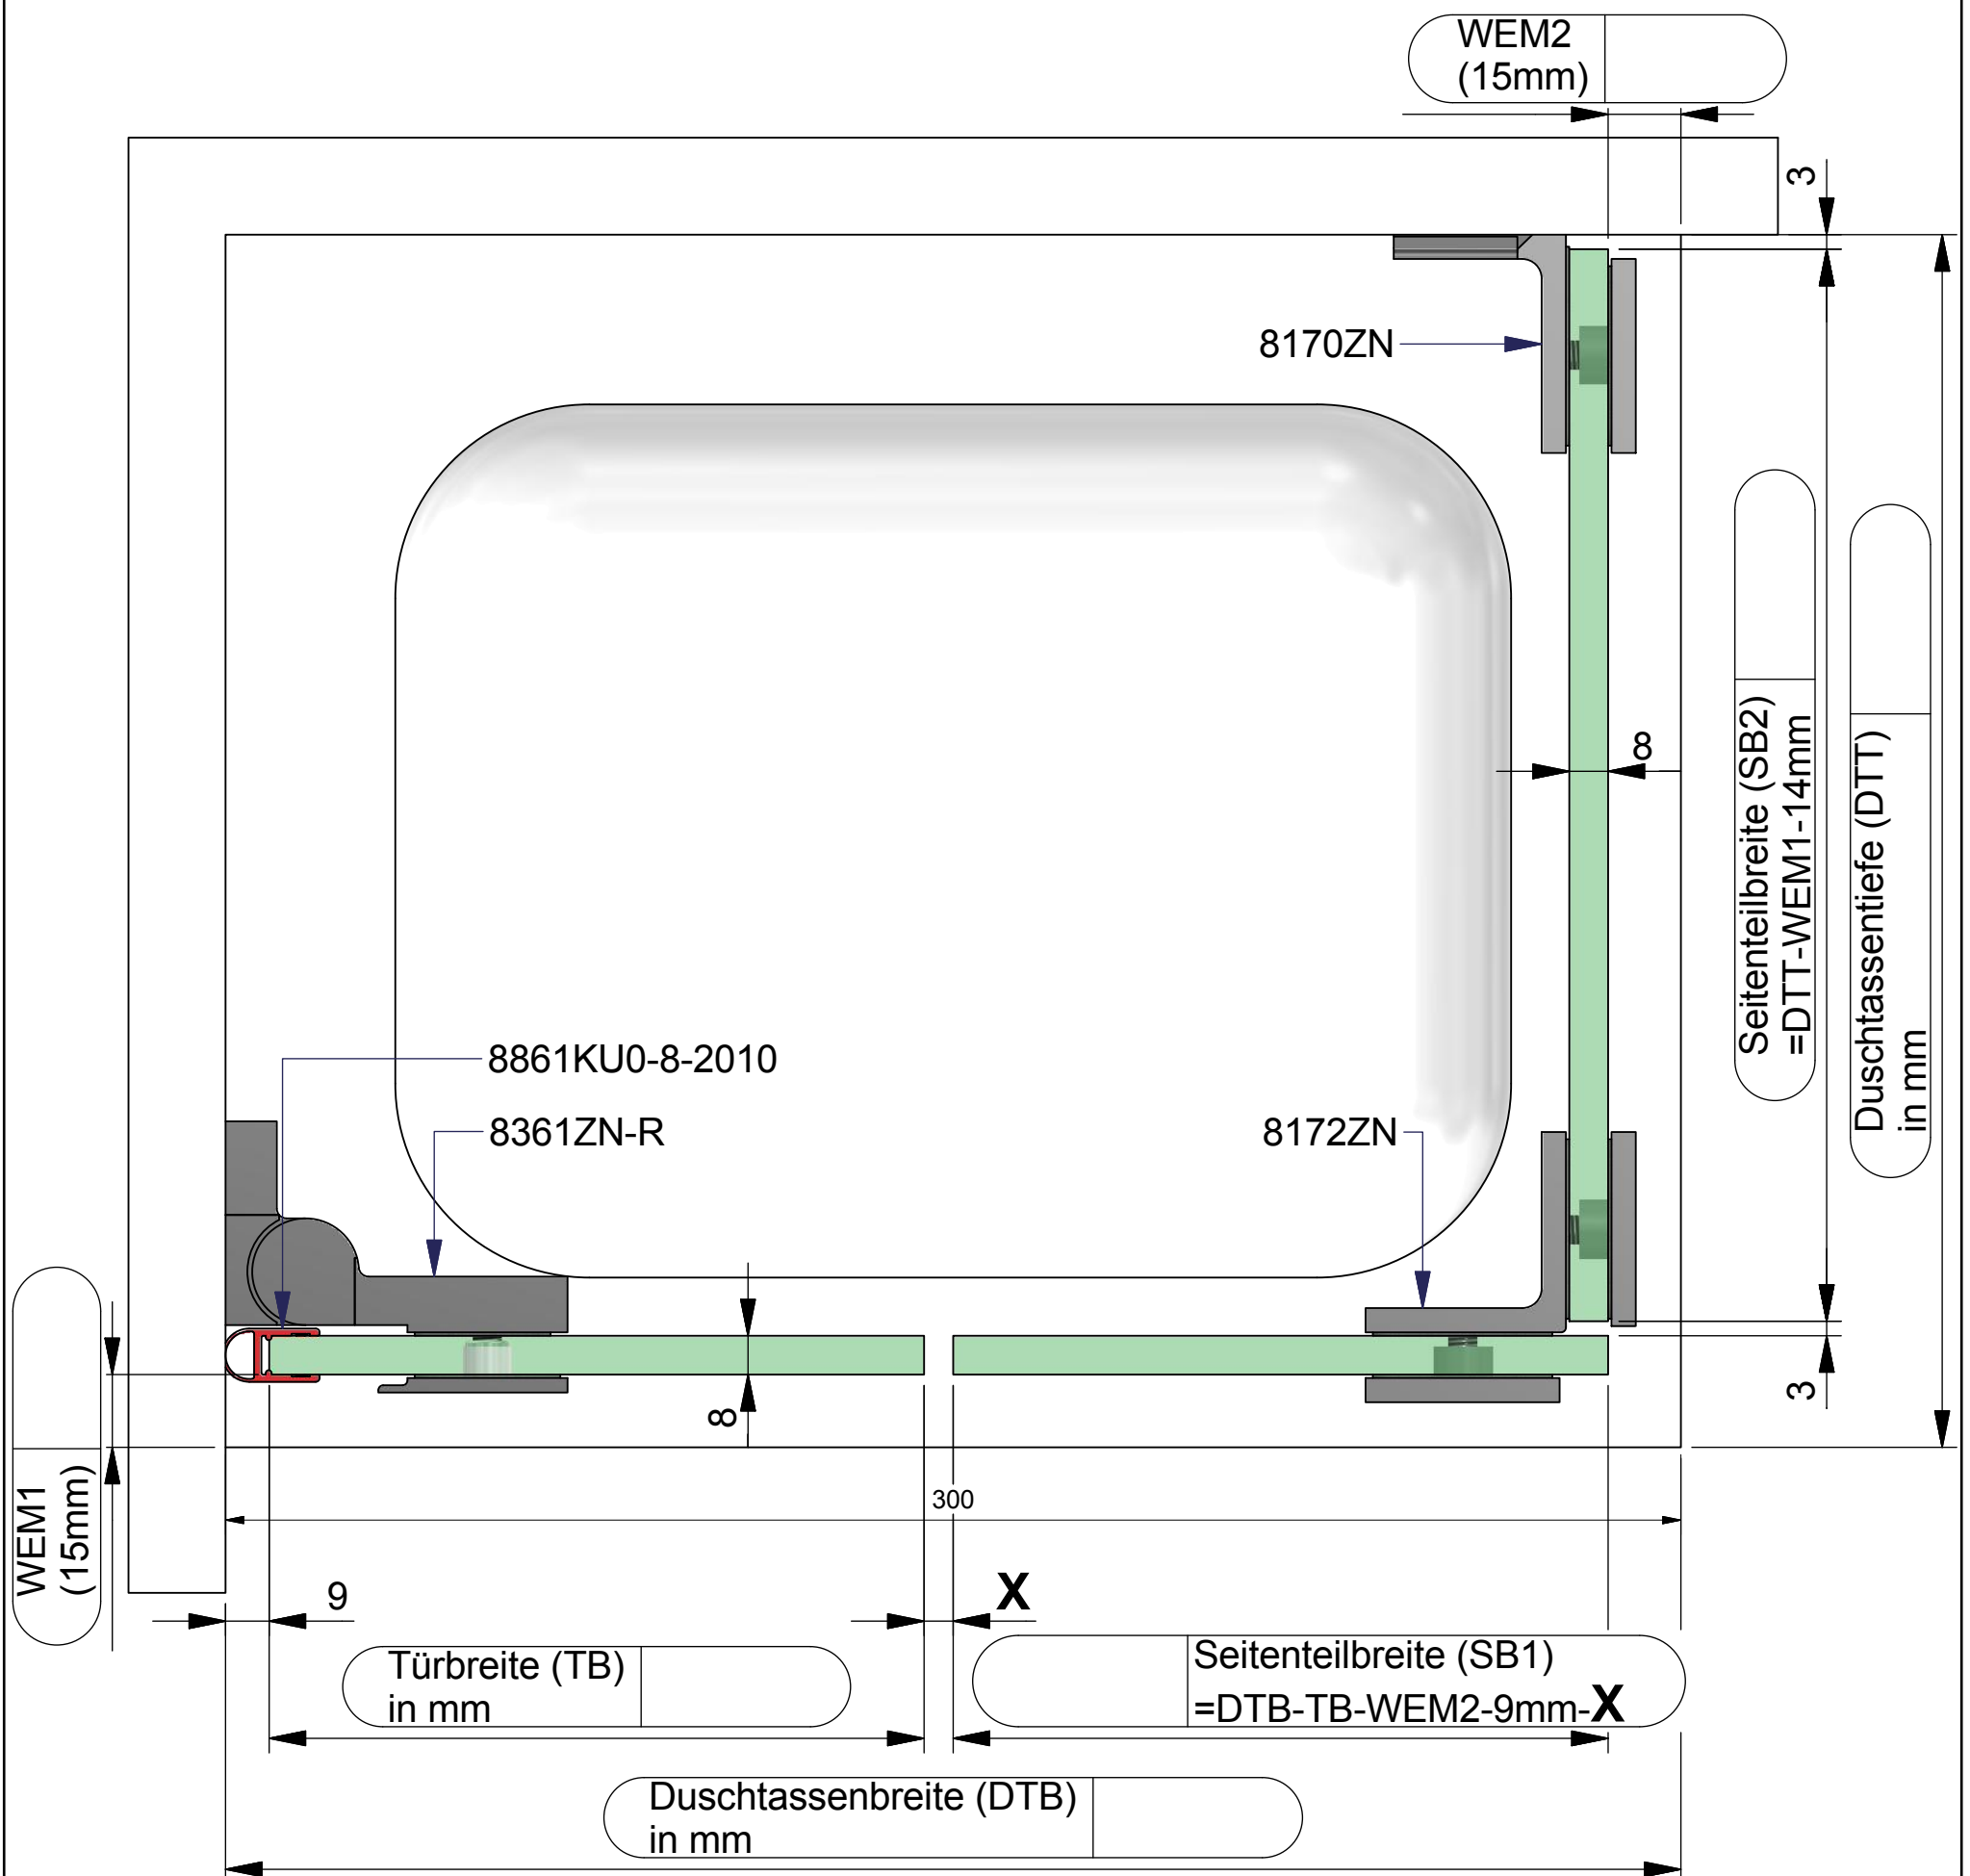 WEM2
(15mm)
3
8170ZN
8
Seitenteilbreite (SB2)
=DTT-WEM1-14mm
Duschtassentiefe (DTT)
in mm
8861KU0-8-2010
8361ZN-R
8172ZN
8
3
WEM1
(15mm)
300
9
X
Türbreite (TB)
in mm
Seitenteilbreite (SB1)
=DTB-TB-WEM2-9mm-X
Duschtassenbreite (DTB)
in mm